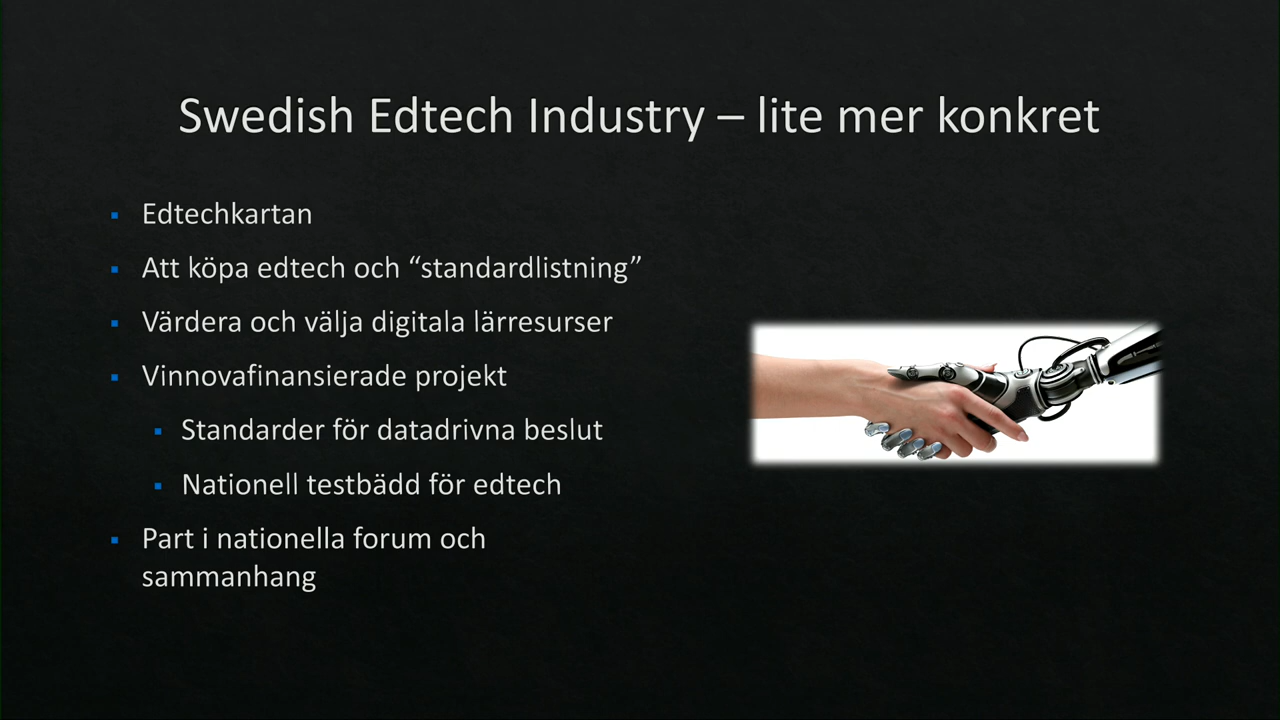 Swedish Edtech Industry – lite mer konkret
Edtechkartan
Att köpa edtech och “standardlistning”
Värdera och välja digitala lärresurser
Vinnovafinansierade projekt
Standarder för datadrivna beslut
Nationell testbädd för edtech
Part i nationella forum och
sammanhang